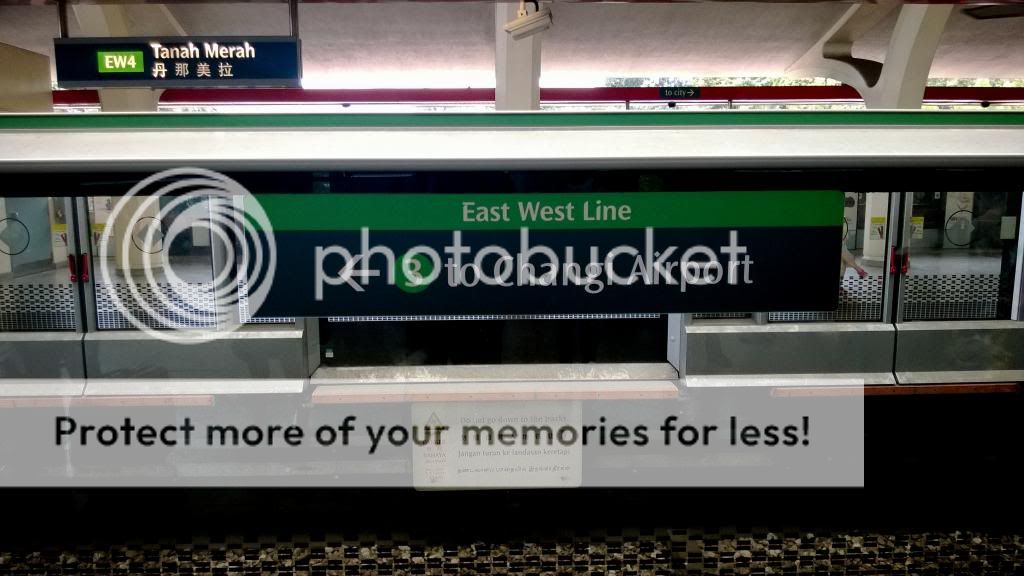 EW4 Tanah Merah
丹那美拉
to city →
East West Line
← 3 to Changi Airport
photobucket
Protect more of your memories for less!
Do not go down to the tracks
BAHAYA
Jangan turun ke landasan keretapi